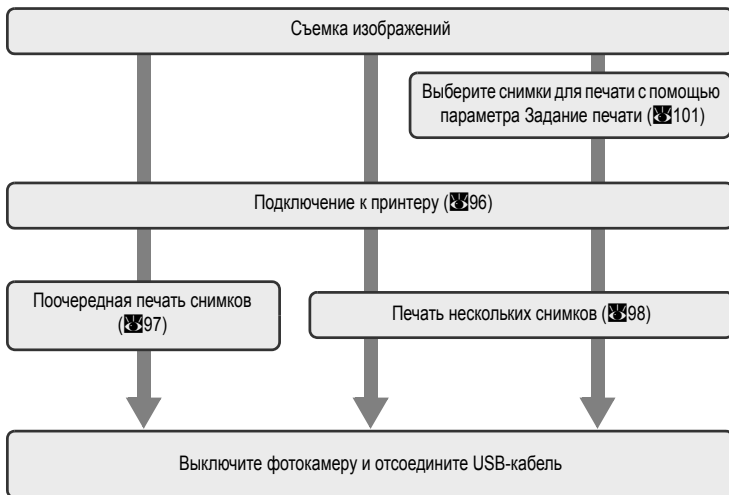 Съемка изображений
Выберите снимки для печати с помощью
параметра Задание печати (101)
Подключение к принтеру (96)
Поочередная печать снимков
(97)
Печать нескольких снимков (98)
Выключите фотокамеру и отсоедините USB-кабель